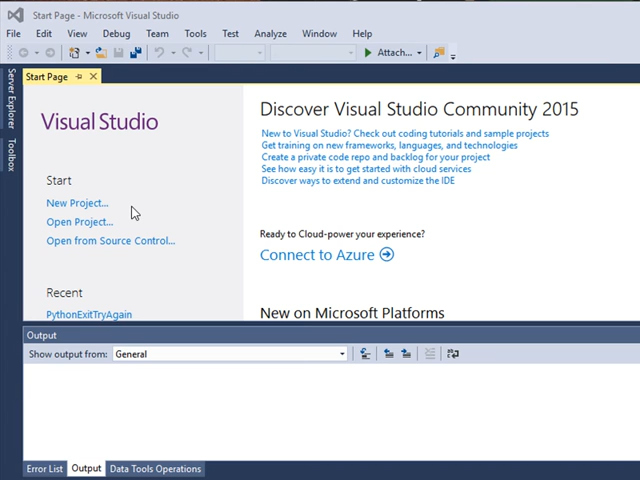 Start Page - Microsoft Visual Studio
File Edit View Debug Team Tools Test Analyze Window Help
Attach...
Server Explorer
Toolbox
Start Page
Visual Studio
Start
New Project...
Open Project...
Open from Source Control...
Recent
PythonExitTryAgain
Discover Visual Studio Community 2015
New to Visual Studio? Check out coding tutorials and sample projects
Get training on new frameworks, languages, and technologies
Create a private code repo and backlog for your project
See how easy it is to get started with cloud services
Discover ways to extend and customize the IDE
Ready to Cloud-power your experience?
Connect to Azure
New on Microsoft Platforms
Output
Show output from: General
Error List Output Data Tools Operations